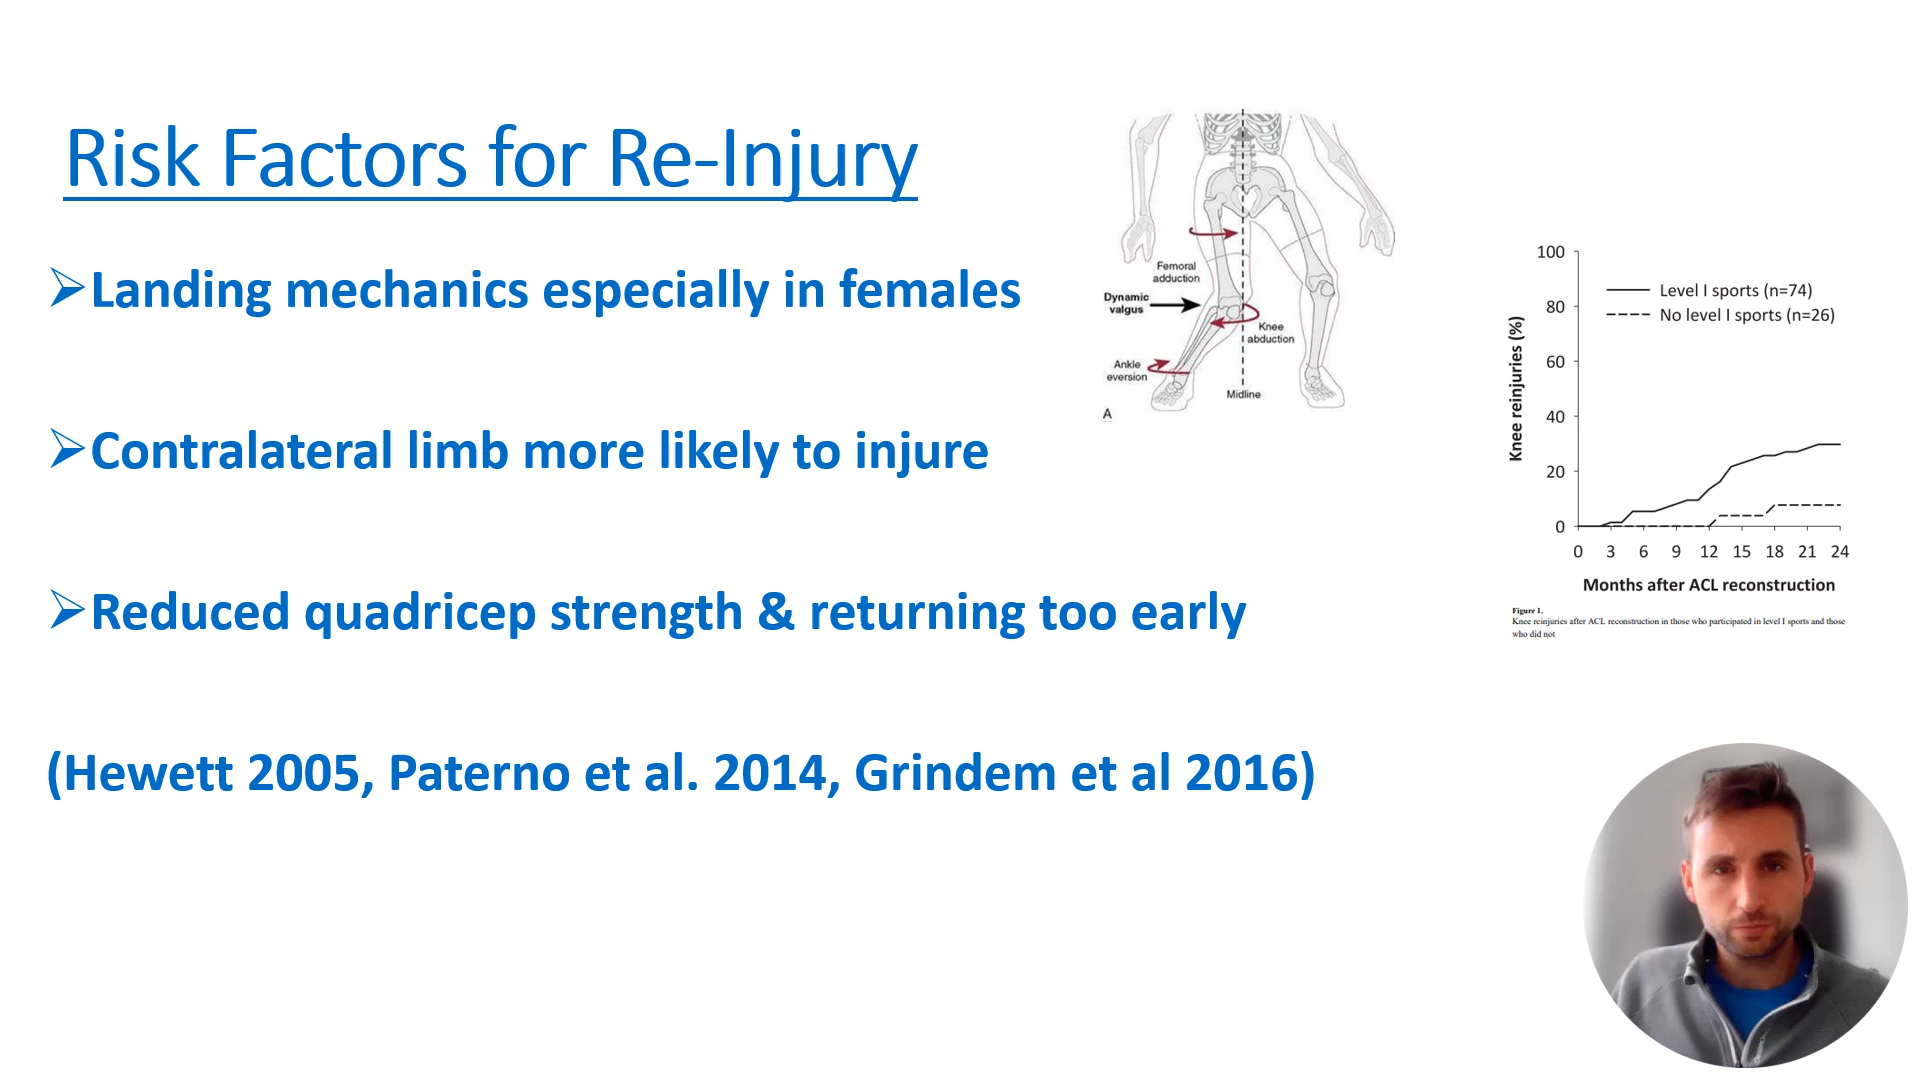 Risk Factors for Re-Injury
Landing mechanics especially in females
Contralateral limb more likely to injure
Reduced quadricep strength & returning too early
(Hewett 2005, Paterno et al. 2014, Grindem et al 2016)
Femoral
adduction
Dynamic
valgus
Knee
abduction
Ankle
eversion
Midline
A
Knee reinjuries (%)
100
80
60
40
20
0
Level I sports (n=74)
No level I sports (n=26)
0 3 6 9 12 15 18 21 24
Months after ACL reconstruction
Figure 1.
Knee reinjuries after ACL reconstruction in those who participated in level I sports and those
who did not